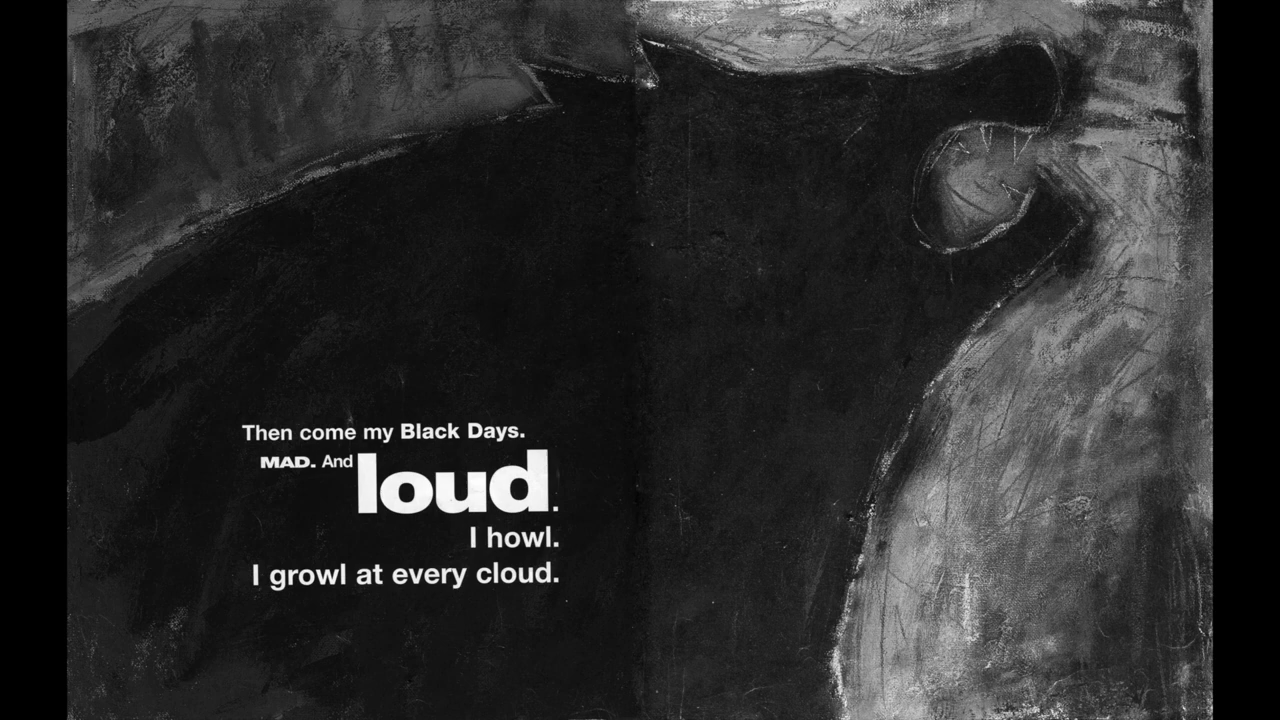 Then come my Black Days.
MAD. And loud.
I howl.
I growl at every cloud.